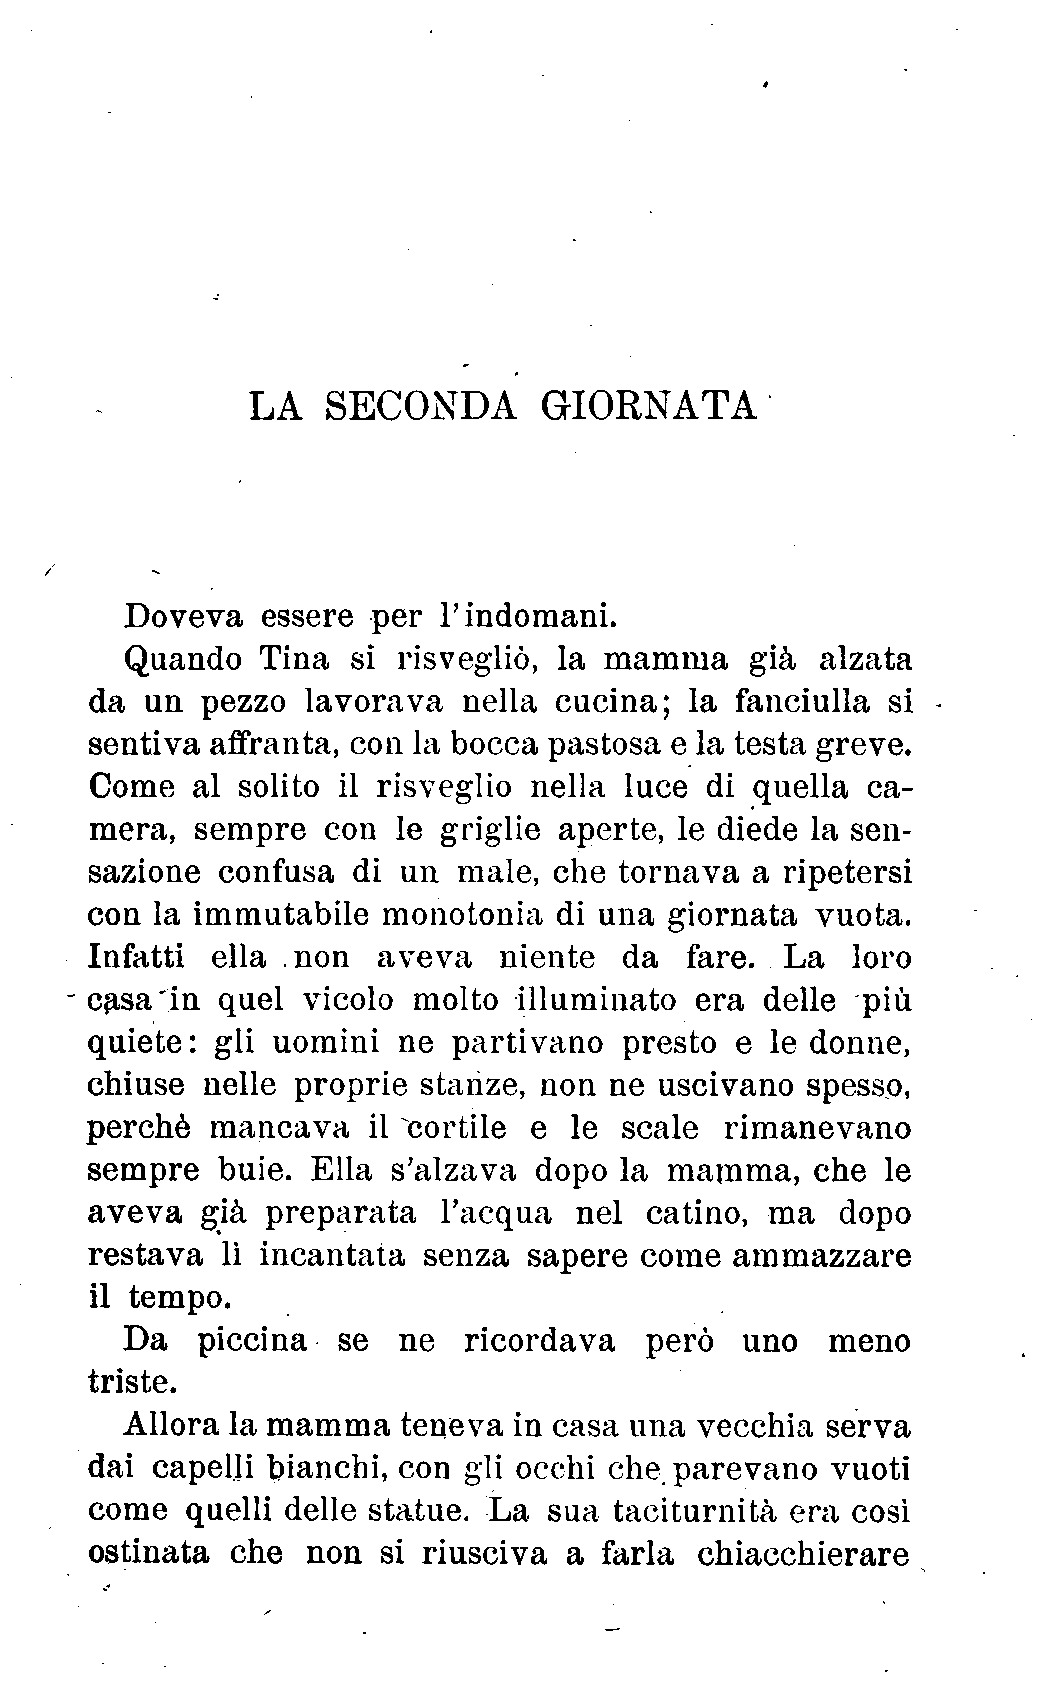 LA SECONDA GIORNATA
Doveva essere per l'indomani.
Quando Tina si risvegliò, la mamma già alzata
da un pezzo lavorava nella cucina; la fanciulla si
sentiva affranta, con la bocca pastosa e la testa greve.
Come al solito il risveglio nella luce di quella ca-
mera, sempre con le griglie aperte, le diede la sen-
sazione confusa di un male, che tornava a ripetersi
con la immutabile monotonia di una giornata vuota.
Infatti ella non aveva niente da fare. La loro
casa in quel vicolo molto illuminato era delle più
quiete: gli uomini ne partivano presto e le donne,
chiuse nelle proprie stanze, non ne uscivano spesso,
perchè mancava il cortile e le scale rimanevano
sempre buie. Ella s'alzava dopo la mamma, che le
aveva già preparata l'acqua nel catino, ma dopo
restava lì incantata senza sapere come ammazzare
il tempo.
Da piccina se ne ricordava però uno meno
triste.
Allora la mamma teneva in casa una vecchia serva
dai capelli bianchi, con gli occhi che parevano vuoti
come quelli delle statue. La sua taciturnità era così
ostinata che non si riusciva a farla chiacchierare